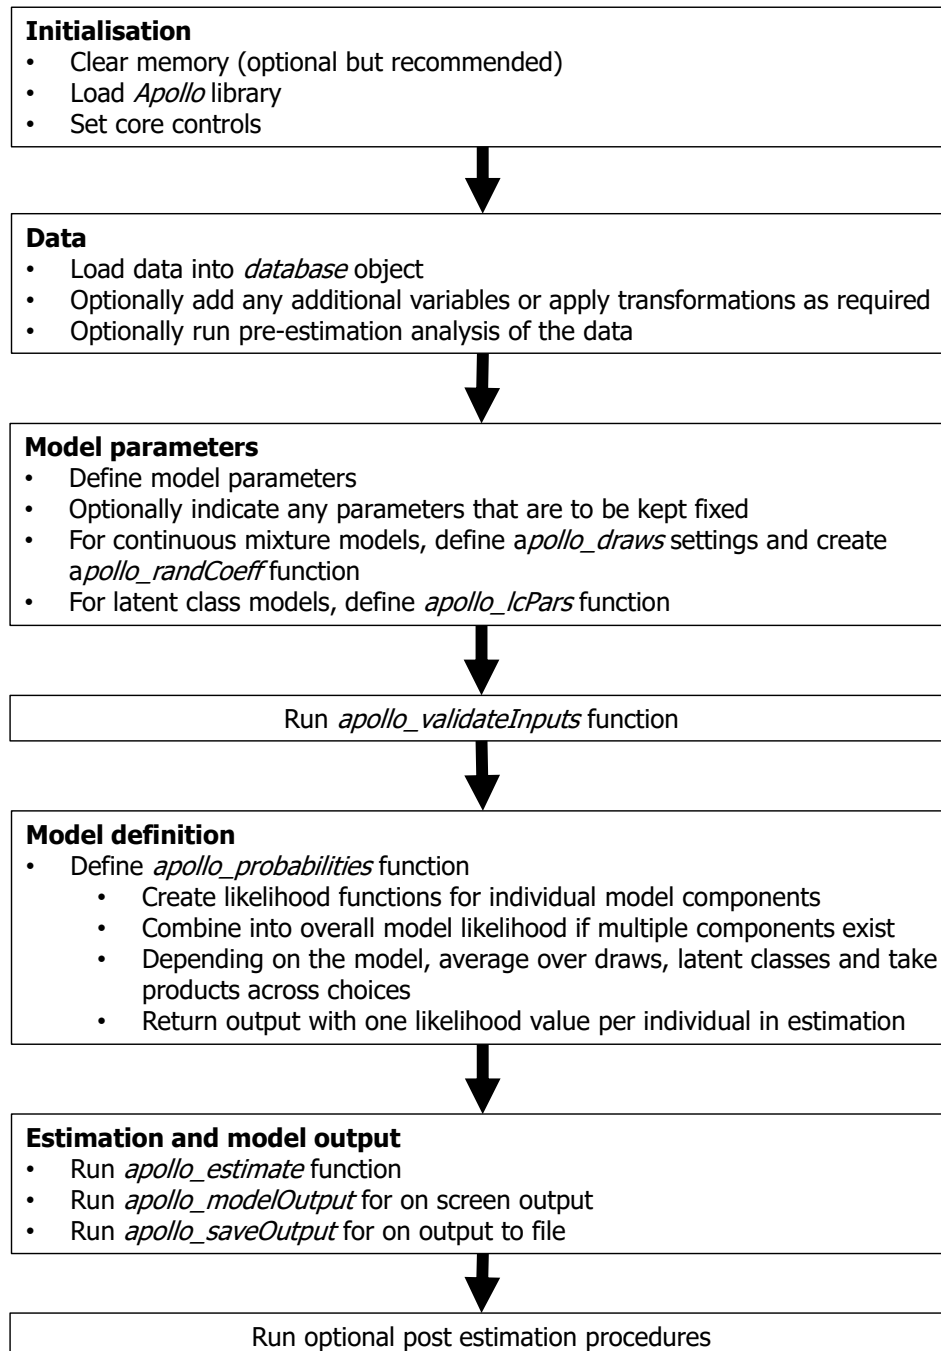 Initialisation
• Clear memory (optional but recommended)
• Load Apollo library
• Set core controls
Data
• Load data into database object
• Optionally add any additional variables or apply transformations as required
• Optionally run pre-estimation analysis of the data
Model parameters
• Define model parameters
• Optionally indicate any parameters that are to be kept fixed
• For continuous mixture models, define apollo_draws settings and create
apollo_randCoeff function
• For latent class models, define apollo_lcPars function
Run apollo_validateInputs function
Model definition
• Define apollo_probabilities function
• Create likelihood functions for individual model components
• Combine into overall model likelihood if multiple components exist
• Depending on the model, average over draws, latent classes and take
products across choices
• Return output with one likelihood value per individual in estimation
Estimation and model output
• Run apollo_estimate function
• Run apollo_modelOutput for on screen output
• Run apollo_saveOutput for on output to file
Run optional post estimation procedures